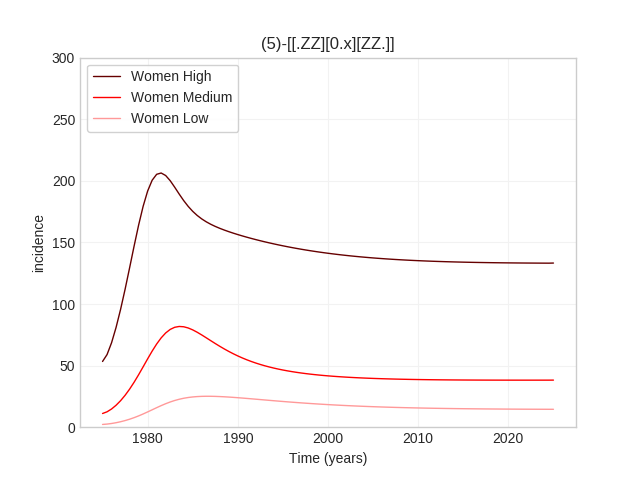 (5)-[[.ZZ][0.x][ZZ.]]
300
250
200
150
100
50
0
incidence
Women High
Women Medium
Women Low
1980
1990
2000
2010
2020
Time (years)